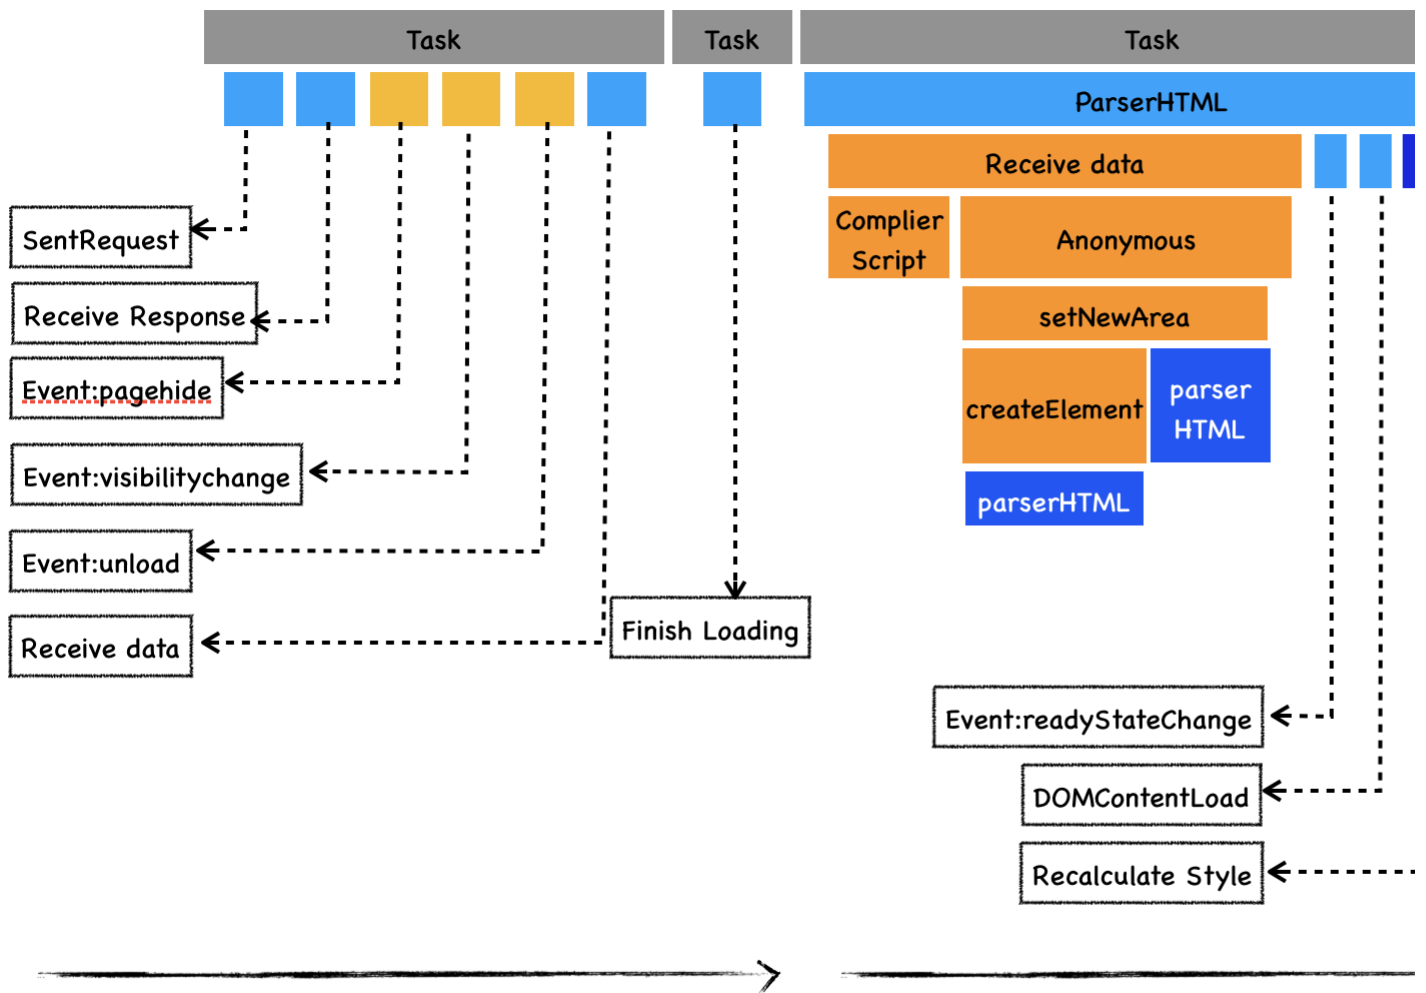 Task
Task
Task
ParserHTML
Receive data
Complier
Script
Anonymous
setNewArea
createElement
parser
HTML
parserHTML
SentRequest
Receive Response
Event:pagehide
Event:visibilitychange
Event:unload
Receive data
Finish Loading
Event:readyStateChange
DOMContentLoad
Recalculate Style